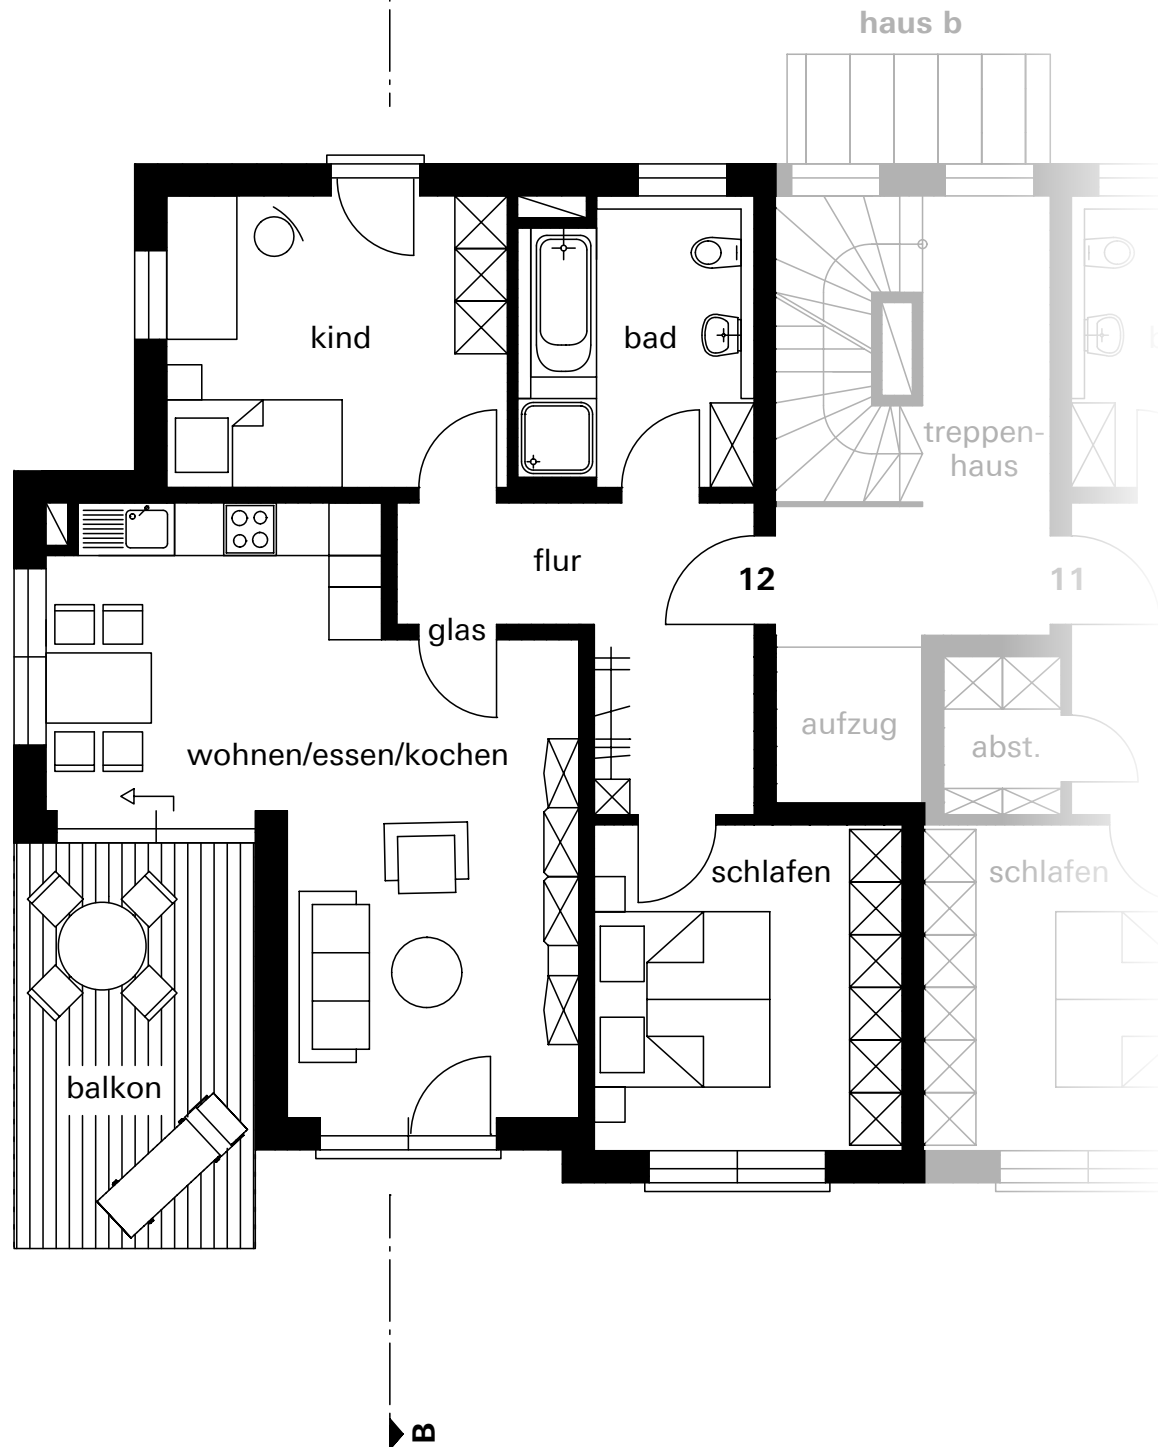 haus b
kind
bad
treppen-
haus
flur
12
11
glas
aufzug
abst.
wohnen/essen/kochen
schlafen
schlafen
balkon
B